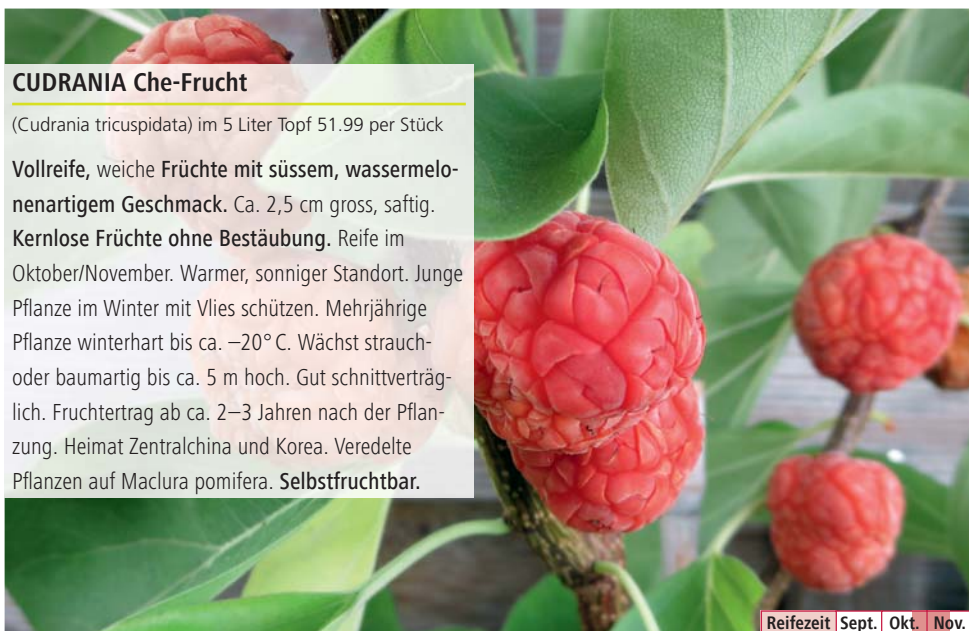 CUDRANIA Che-Frucht
(Cudrania tricuspidata) im 5 Liter Topf 51.99 per Stück
Vollreife, weiche Früchte mit süssem, wassermelo-
nenartigem Geschmack. Ca. 2,5 cm gross, saftig.
Kernlose Früchte ohne Bestäubung. Reife im
Oktober/November. Warmer, sonniger Standort. Junge
Pflanze im Winter mit Vlies schützen. Mehrjährige
Pflanze winterhart bis ca. –20° C. Wächst strauch-
oder baumartig bis ca. 5 m hoch. Gut schnittverträg-
lich. Fruchtertrag ab ca. 2–3 Jahren nach der Pflan-
zung. Heimat Zentralchina und Korea. Veredelte
Pflanzen auf Maclura pomifera. Selbstfruchtbar.
Reifezeit Sept. Okt. Nov.